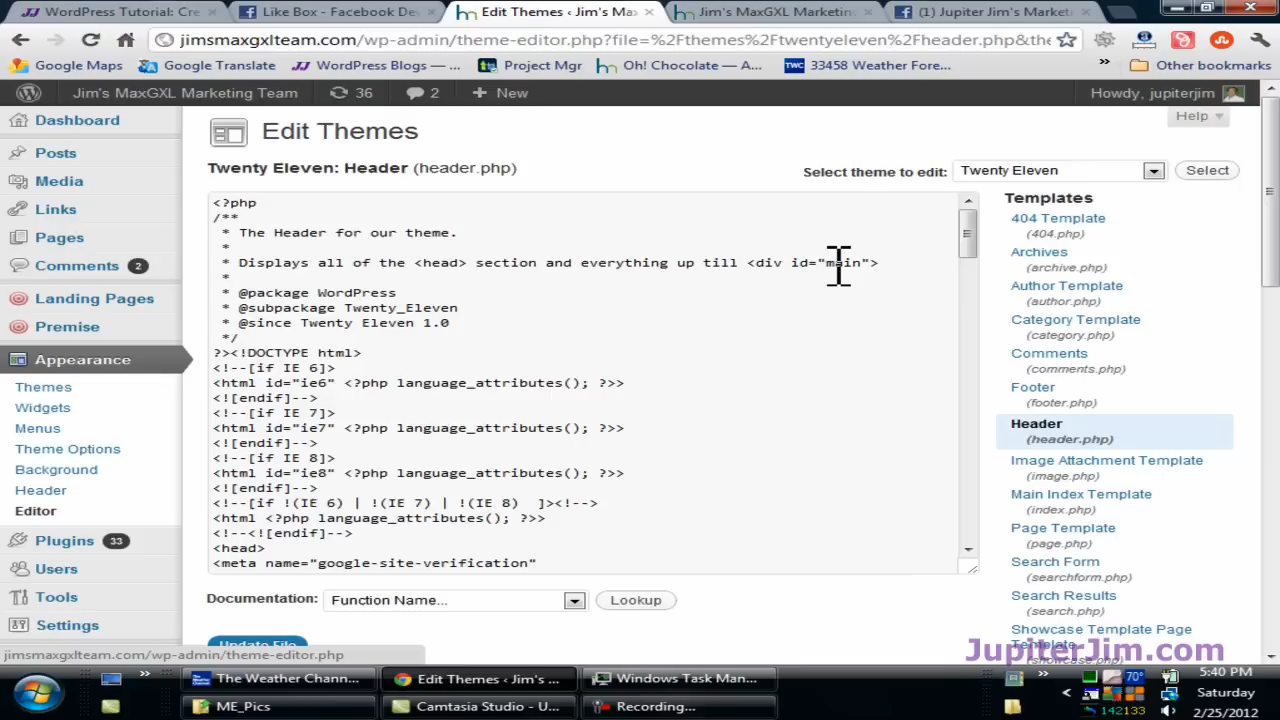 WordPress Tutorial: Cre
Like Box - Facebook De
Edit Themes ‹ Jim's Ma
Jim's MaxGXL Marketin
(1) Jupiter Jim's Market
jimsmaxgxlteam.com/wp-admin/theme-editor.php?file=%2Fthemes%2Ftwentyeleven%2Fheader.php&the
Google Maps
Google Translate
WordPress Blogs — ...
Project Mgr
Oh! Chocolate — A...
TWC
33458 Weather Fore...
Other bookmarks
Jim's MaxGXL Marketing Team
36
2
New
Howdy, jupiterjim
Help
Dashboard
Posts
Media
Links
Pages
Comments 2
Landing Pages
Premise
Appearance
Themes
Widgets
Menus
Theme Options
Background
Header
Editor
Plugins 33
Users
Tools
Settings
Edit Themes
Twenty Eleven: Header (header.php)
Select theme to edit: Twenty Eleven
Select
<?php
/**
* The Header for our theme.
*
* Displays all of the <head> section and everything up till <div id="main">
*
* @package WordPress
* @subpackage Twenty_Eleven
* @since Twenty Eleven 1.0
*/
?><!DOCTYPE html>
<!--[if IE 6]>
<html id="ie6" <?php language_attributes(); ?>>
<![endif]-->
<!--[if IE 7]>
<html id="ie7" <?php language_attributes(); ?>>
<![endif]-->
<!--[if IE 8]>
<html id="ie8" <?php language_attributes(); ?>>
<![endif]-->
<!--[if !(IE 6) | !(IE 7) | !(IE 8)  ]><!-->
<html <?php language_attributes(); ?>>
<!--<![endif]-->
<head>
<meta name="google-site-verification"
Documentation: Function Name...
Lookup
Update File
Templates
404 Template
(404.php)
Archives
(archive.php)
Author Template
(author.php)
Category Template
(category.php)
Comments
(comments.php)
Footer
(footer.php)
Header
(header.php)
Image Attachment Template
(image.php)
Main Index Template
(index.php)
Page Template
(page.php)
Search Form
(searchform.php)
Search Results
(search.php)
Showcase Template Page
Template
(showcase.php)
JupiterJim.com
jimsmaxgxlteam.com/wp-admin/theme-editor.php
The Weather Chann...
Edit Themes ‹ Jim's ...
Windows Task Man...
ME_Pics
Camtasia Studio - U...
Recording...
70°
142133
5:40 PM
Saturday
2/25/2012